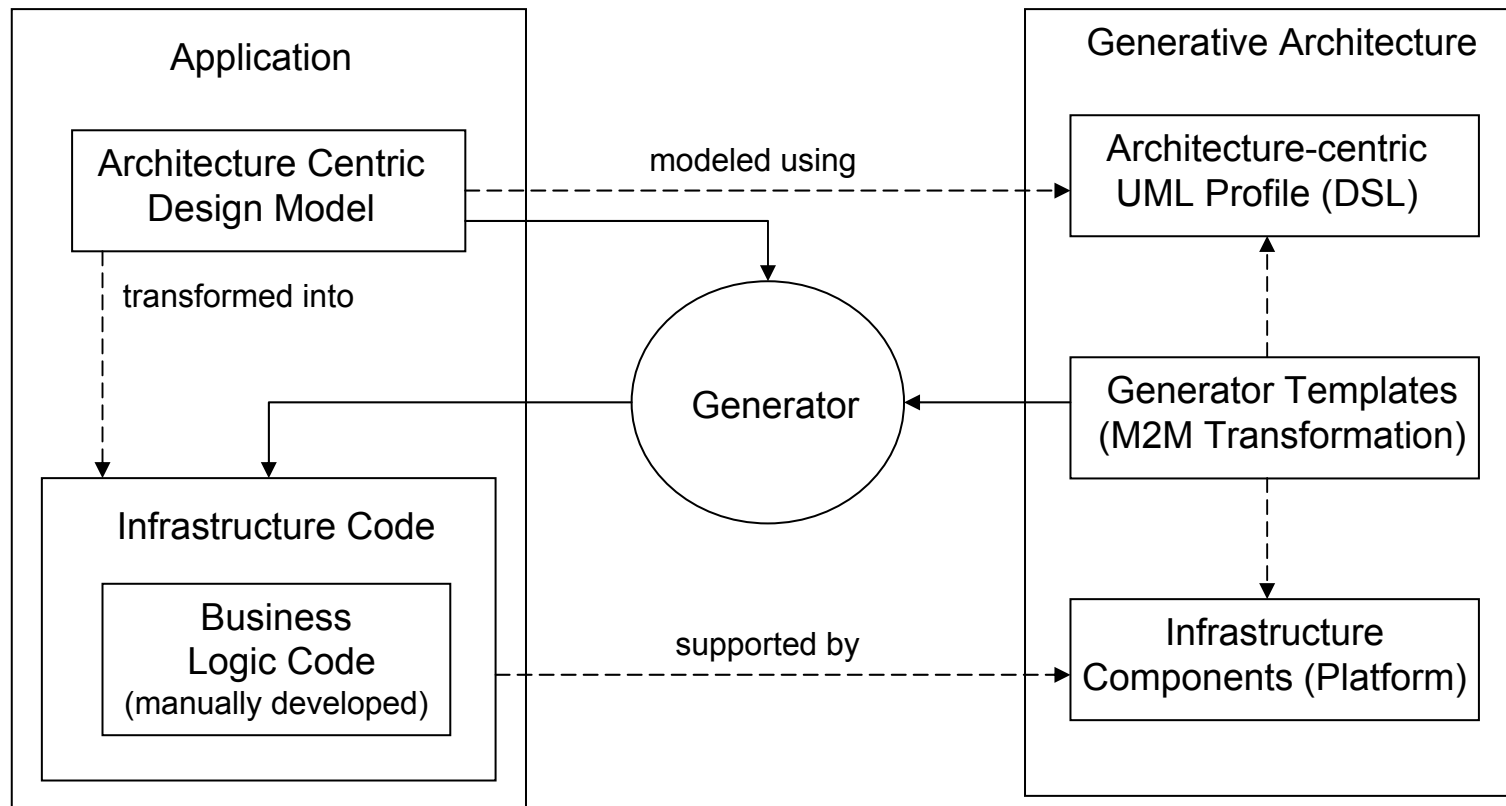 Application
Generative Architecture
Architecture Centric
Design Model
modeled using
Architecture-centric
UML Profile (DSL)
transformed into
Generator
Generator Templates
(M2M Transformation)
Infrastructure Code
Business
Logic Code
(manually developed)
supported by
Infrastructure
Components (Platform)